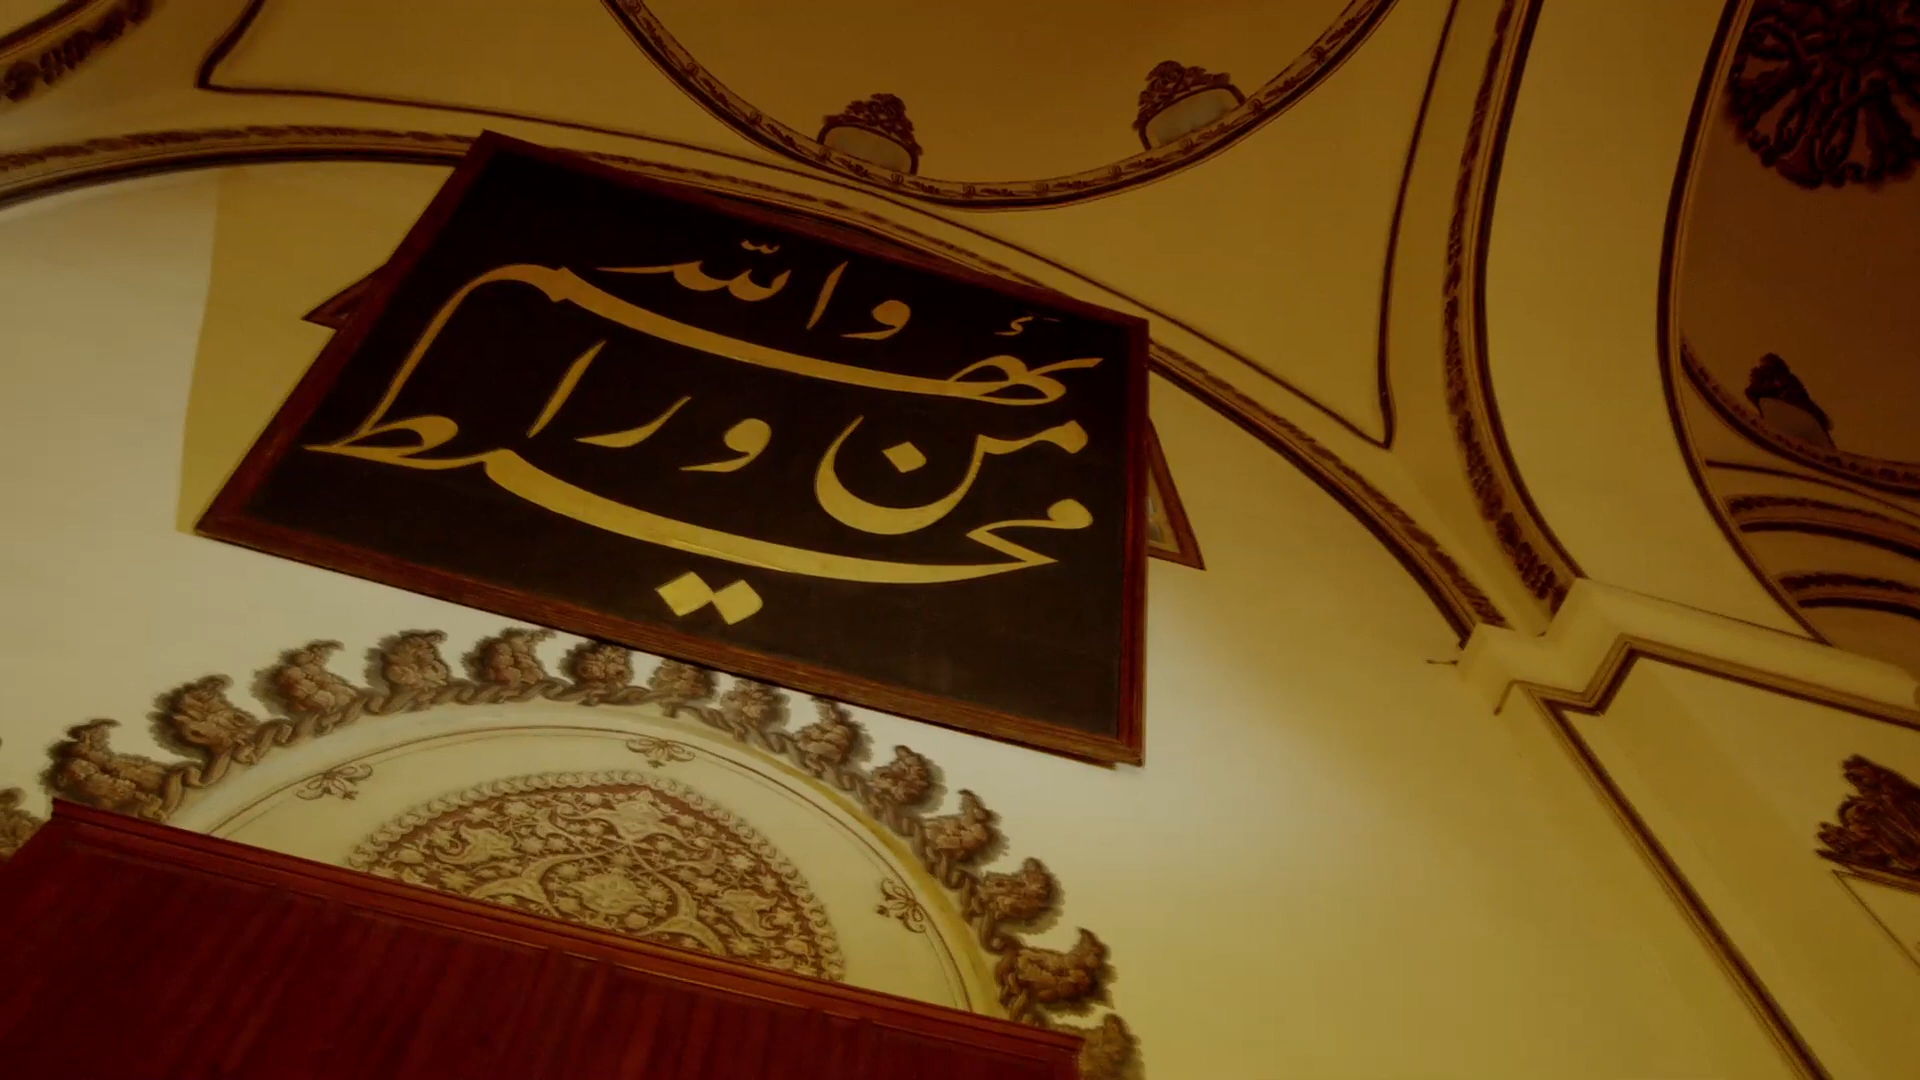 والله
من ورائهم
محيط